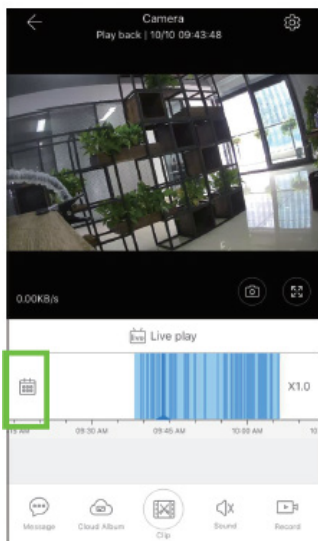 Camera
Play back | 10/10 09:43:48
0.00KB/s
Live play
X1.0
09:30 AM 09:45 AM 10:00 AM 10
Message Cloud Album Clip Sound Record